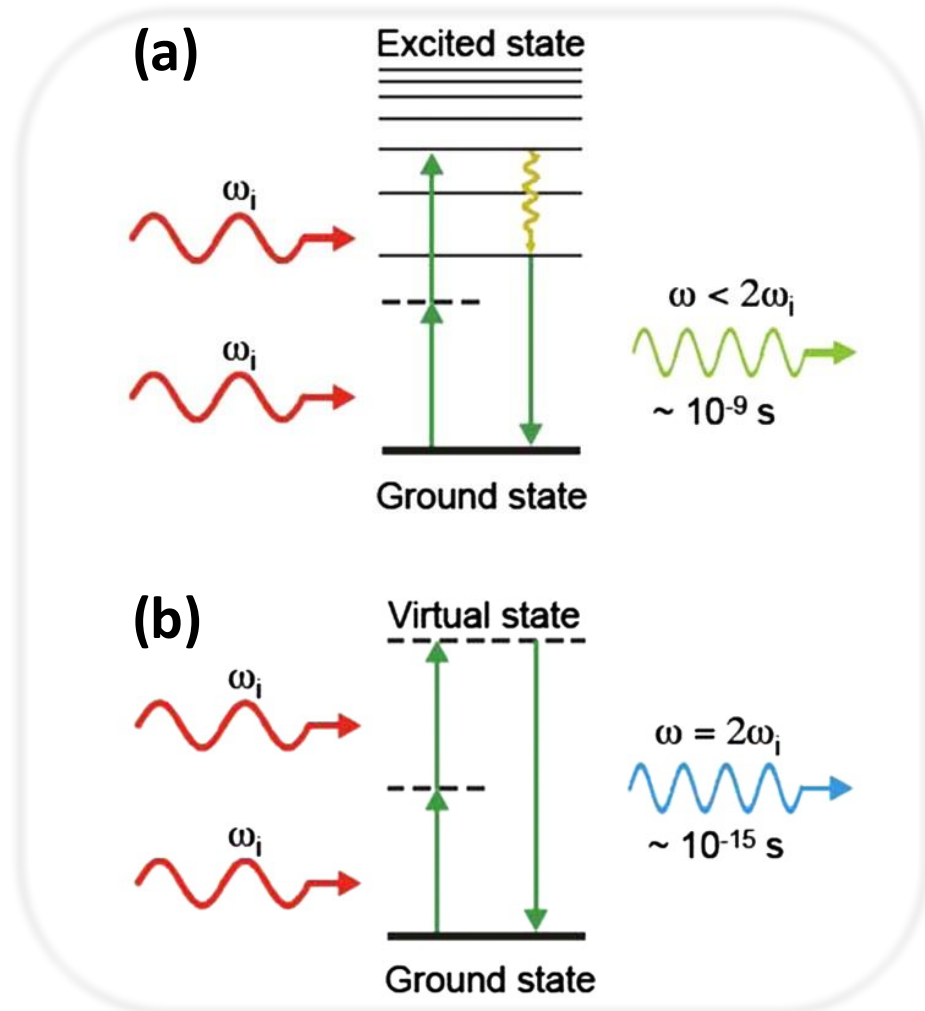 (a)
Excited state
ωi
ωi
ω < 2ωi
~ 10-9 s
Ground state
(b)
Virtual state
ωi
ω = 2ωi
ωi
~ 10-15 s
Ground state